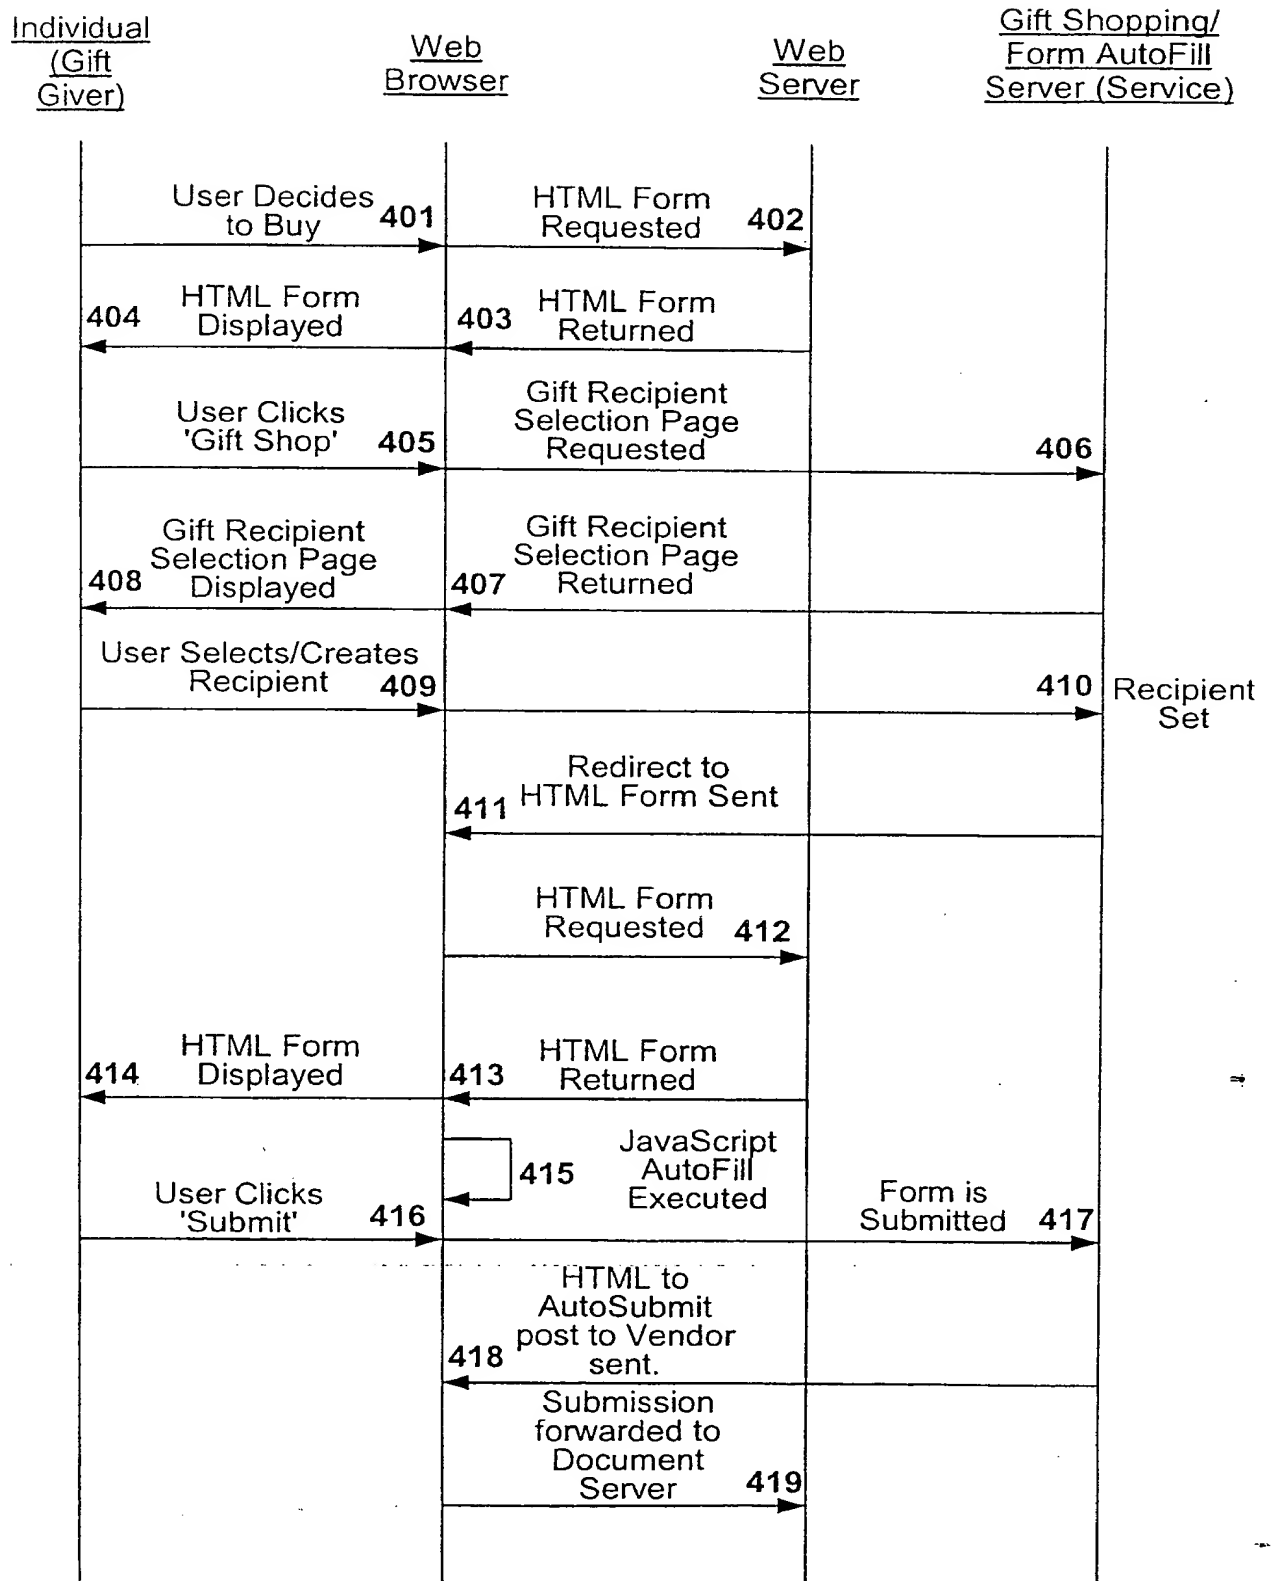 Individual
(Gift
Giver)
Web
Browser
Web
Server
Gift Shopping/
Form AutoFill
Server (Service)
User Decides
to Buy
401
HTML Form
Requested
402
404
HTML Form
Displayed
403
HTML Form
Returned
User Clicks
'Gift Shop'
405
Gift Recipient
Selection Page
Requested
406
Gift Recipient
Selection Page
Displayed
408
Gift Recipient
Selection Page
Returned
407
User Selects/Creates
Recipient
409
410
Recipient
Set
Redirect to
HTML Form Sent
411
HTML Form
Requested
412
HTML Form
Displayed
414
HTML Form
Returned
413
415
JavaScript
AutoFill
Executed
User Clicks
'Submit'
416
Form is
Submitted
417
HTML to
AutoSubmit
post to Vendor
sent.
418
Submission
forwarded to
Document
Server
419